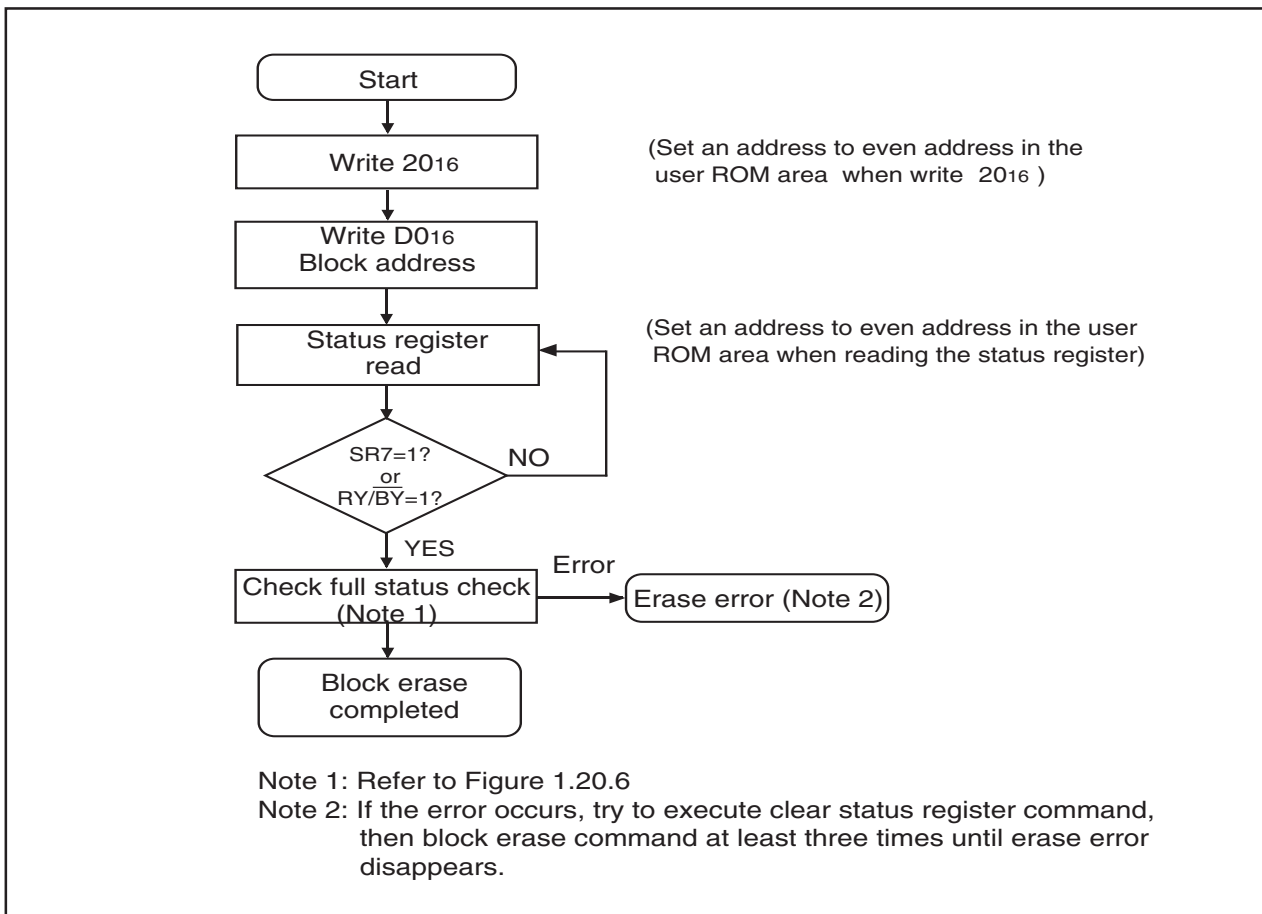 Start
Write 2016
(Set an address to even address in the
user ROM area when write 2016 )
Write D016
Block address
Status register
read
(Set an address to even address in the user
ROM area when reading the status register)
SR7=1?
or
RY/BY=1?
NO
YES
Check full status check
(Note 1)
Error
Erase error (Note 2)
Block erase
completed
Note 1: Refer to Figure 1.20.6
Note 2: If the error occurs, try to execute clear status register command,
then block erase command at least three times until erase error
disappears.